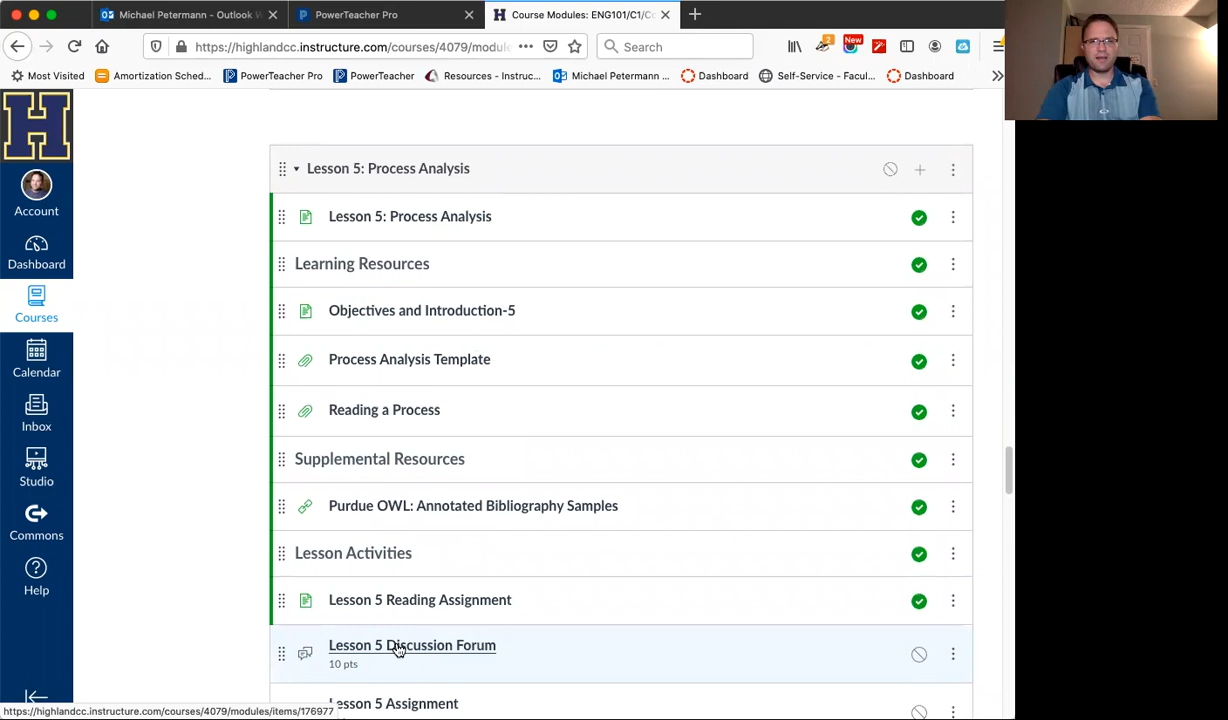 Michael Petermann - Outlook W
PowerTeacher Pro
Course Modules: ENG101/C1/Co
https://highlandcc.instructure.com/courses/4079/module
Search
2
New
Most Visited
Amortization Sched...
PowerTeacher Pro
PowerTeacher
Resources - Instruc...
Michael Petermann ...
Dashboard
Self-Service - Facul...
Dashboard
H
Account
Dashboard
Courses
Calendar
Inbox
Studio
Commons
Help
Lesson 5: Process Analysis
Lesson 5: Process Analysis
Learning Resources
Objectives and Introduction-5
Process Analysis Template
Reading a Process
Supplemental Resources
Purdue OWL: Annotated Bibliography Samples
Lesson Activities
Lesson 5 Reading Assignment
Lesson 5 Discussion Forum
10 pts
Lesson 5 Assignment
https://highlandcc.instructure.com/courses/4079/modules/items/176977